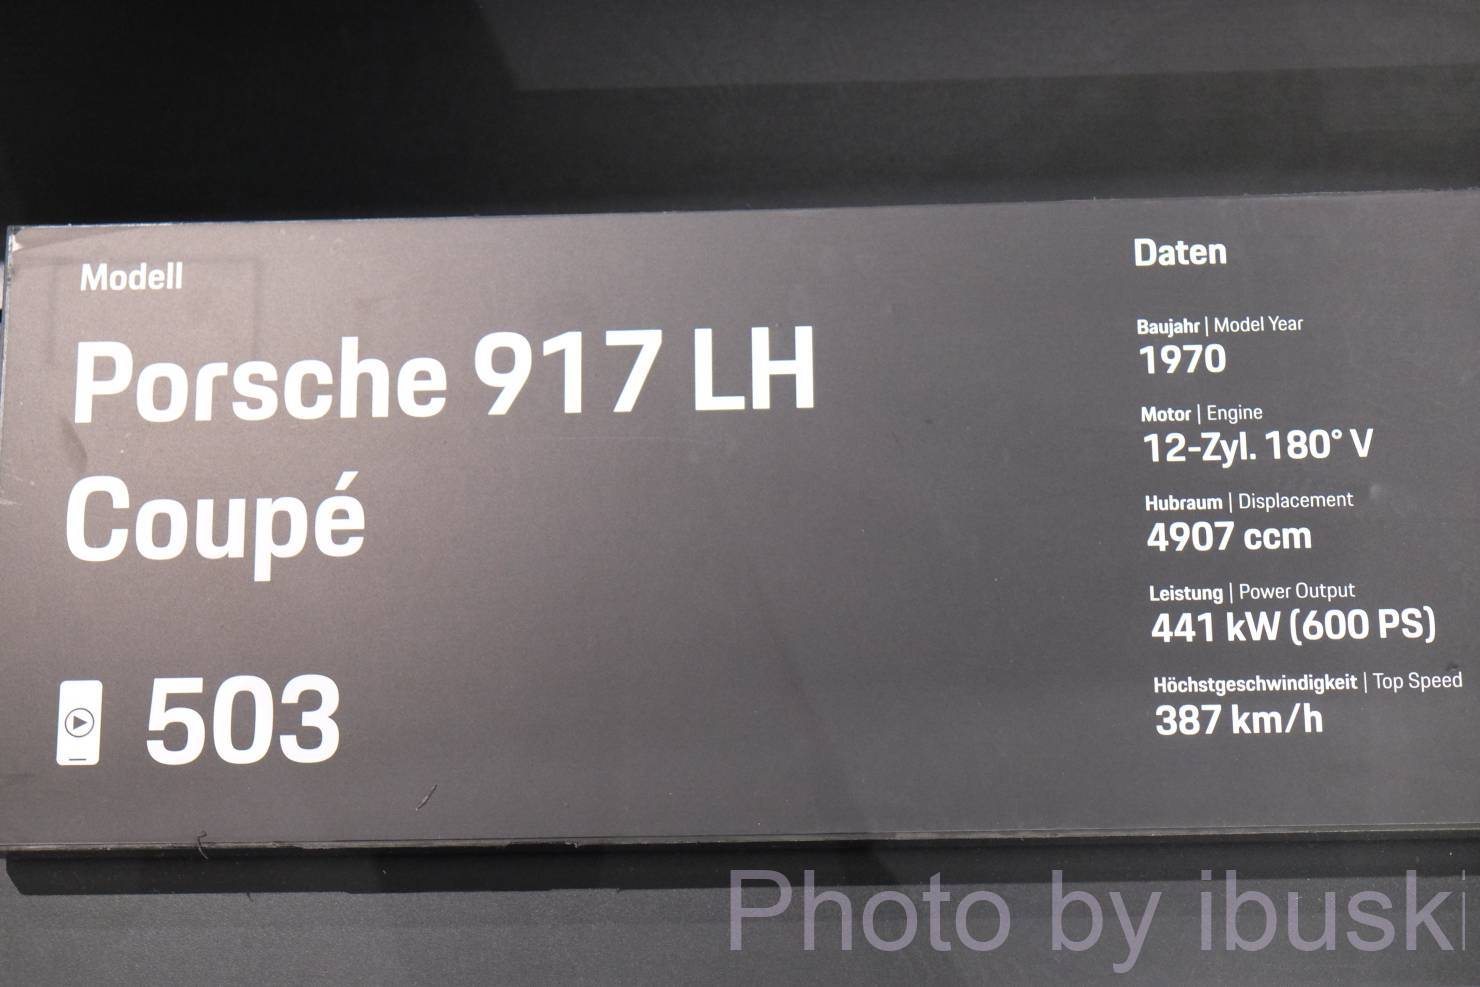 Modell
Porsche 917 LH
Coupé
503
Daten
Baujahr | Model Year
1970
Motor | Engine
12-Zyl. 180° V
Hubraum | Displacement
4907 ccm
Leistung | Power Output
441 kW (600 PS)
Höchstgeschwindigkeit | Top Speed
387 km/h
Photo by ibuski